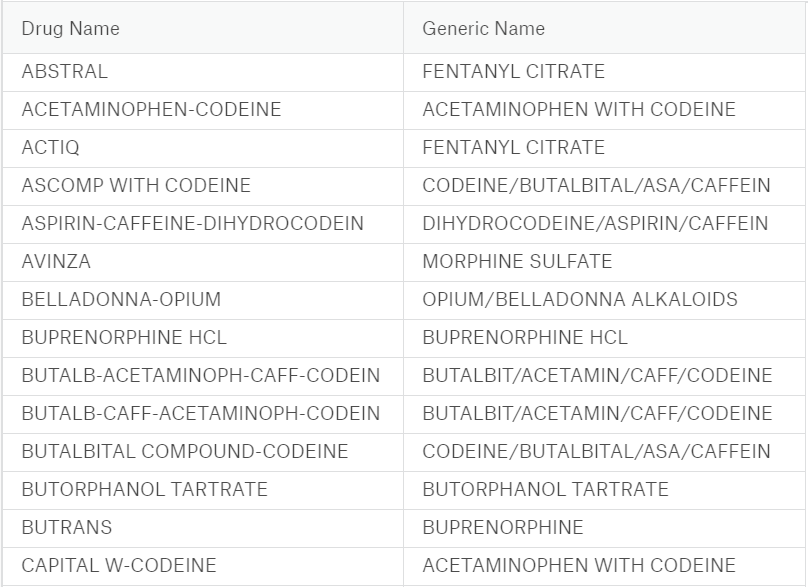 Drug Name Generic Name
ABSTRAL FENTANYL CITRATE
ACETAMINOPHEN-CODEINE ACETAMINOPHEN WITH CODEINE
ACTIQ FENTANYL CITRATE
ASCOMP WITH CODEINE CODEINE/BUTALBITAL/ASA/CAFFEIN
ASPIRIN-CAFFEINE-DIHYDROCODEIN DIHYDROCODEINE/ASPIRIN/CAFFEIN
AVINZA MORPHINE SULFATE
BELLADONNA-OPIUM OPIUM/BELLADONNA ALKALOIDS
BUPRENORPHINE HCL BUPRENORPHINE HCL
BUTALB-ACETAMINOPH-CAFF-CODEIN BUTALBIT/ACETAMIN/CAFF/CODEINE
BUTALB-CAFF-ACETAMINOPH-CODEIN BUTALBIT/ACETAMIN/CAFF/CODEINE
BUTALBITAL COMPOUND-CODEINE CODEINE/BUTALBITAL/ASA/CAFFEIN
BUTORPHANOL TARTRATE BUTORPHANOL TARTRATE
BUTRANS BUPRENORPHINE
CAPITAL W-CODEINE ACETAMINOPHEN WITH CODEINE